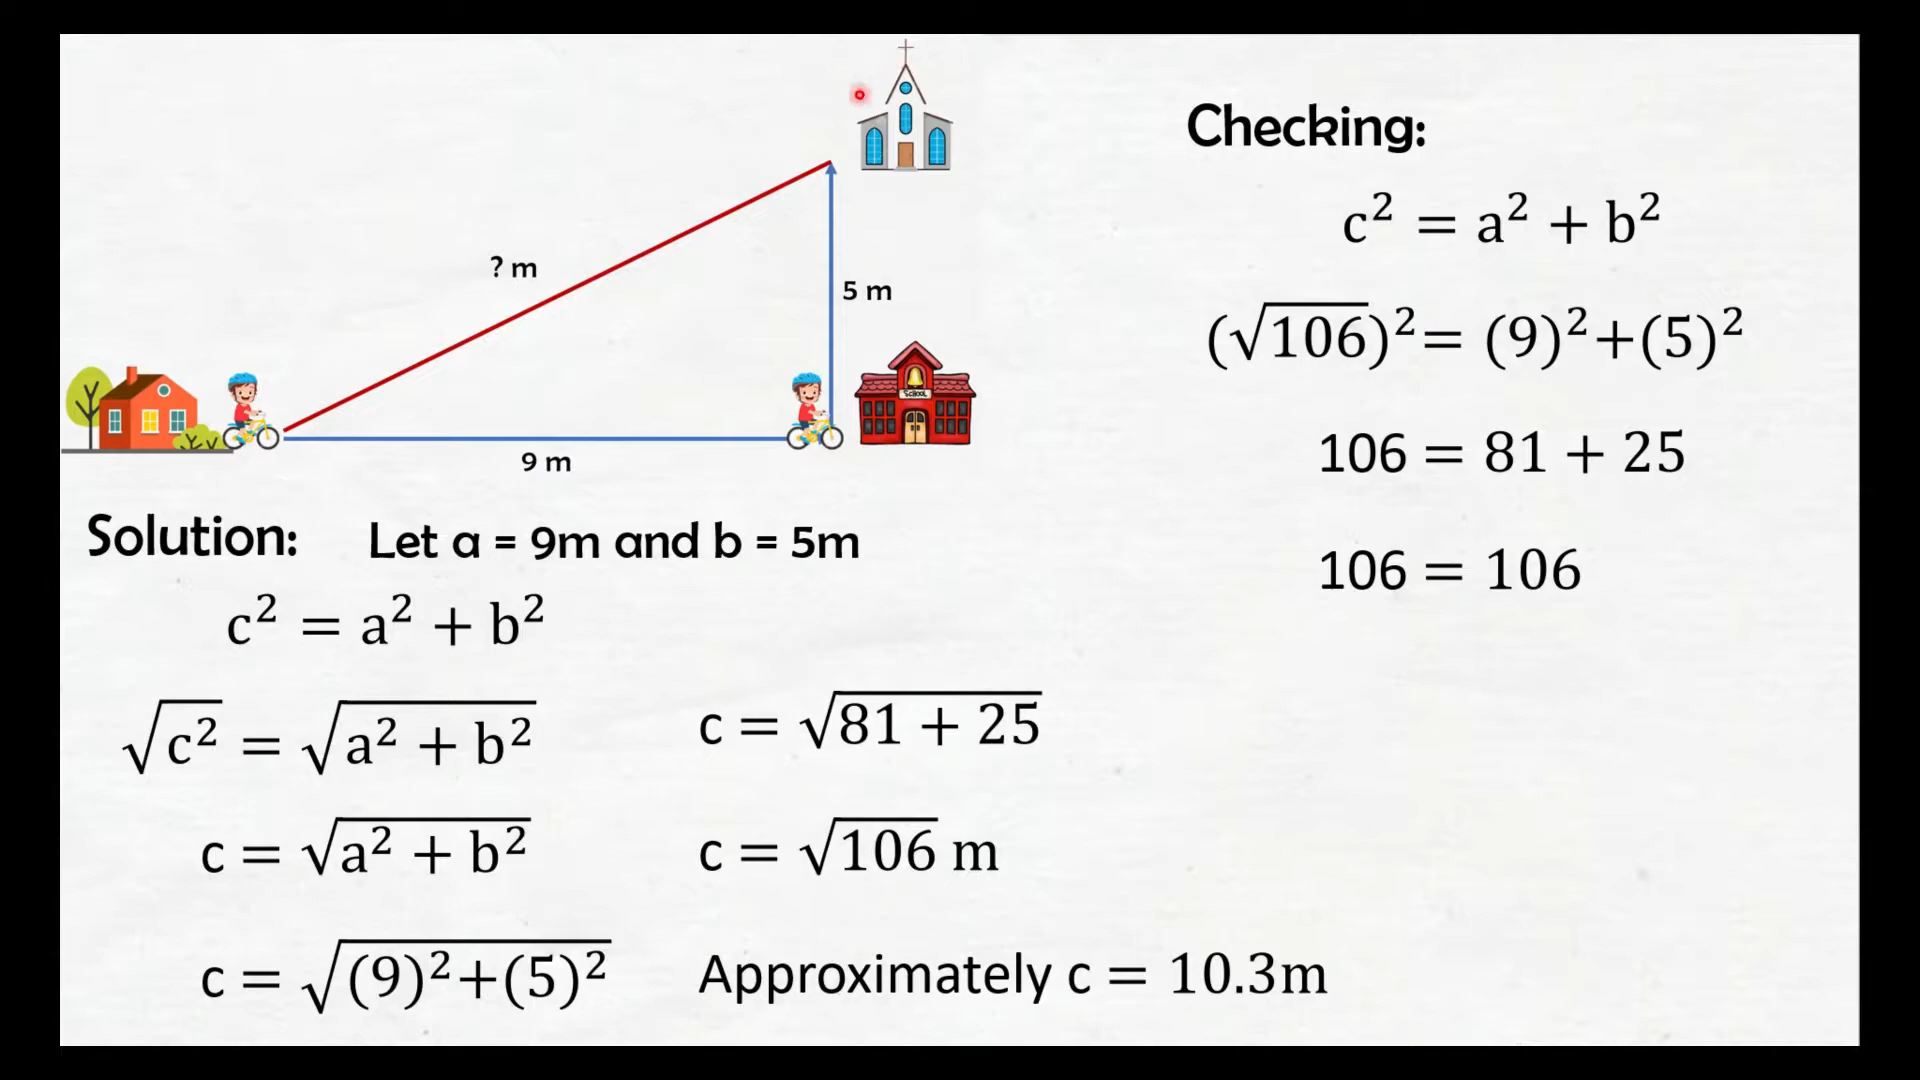 ? m
5 m
SCHOOL
9 m
Solution: Let a = 9m and b = 5m
c² = a² + b²
√c² = √a² + b²
c = √a² + b²
c = √(9)²+(5)²
c = √81 + 25
c = √106 m
Approximately c = 10.3m
Checking:
c² = a² + b²
(√106)²= (9)²+(5)²
106 = 81 + 25
106 = 106